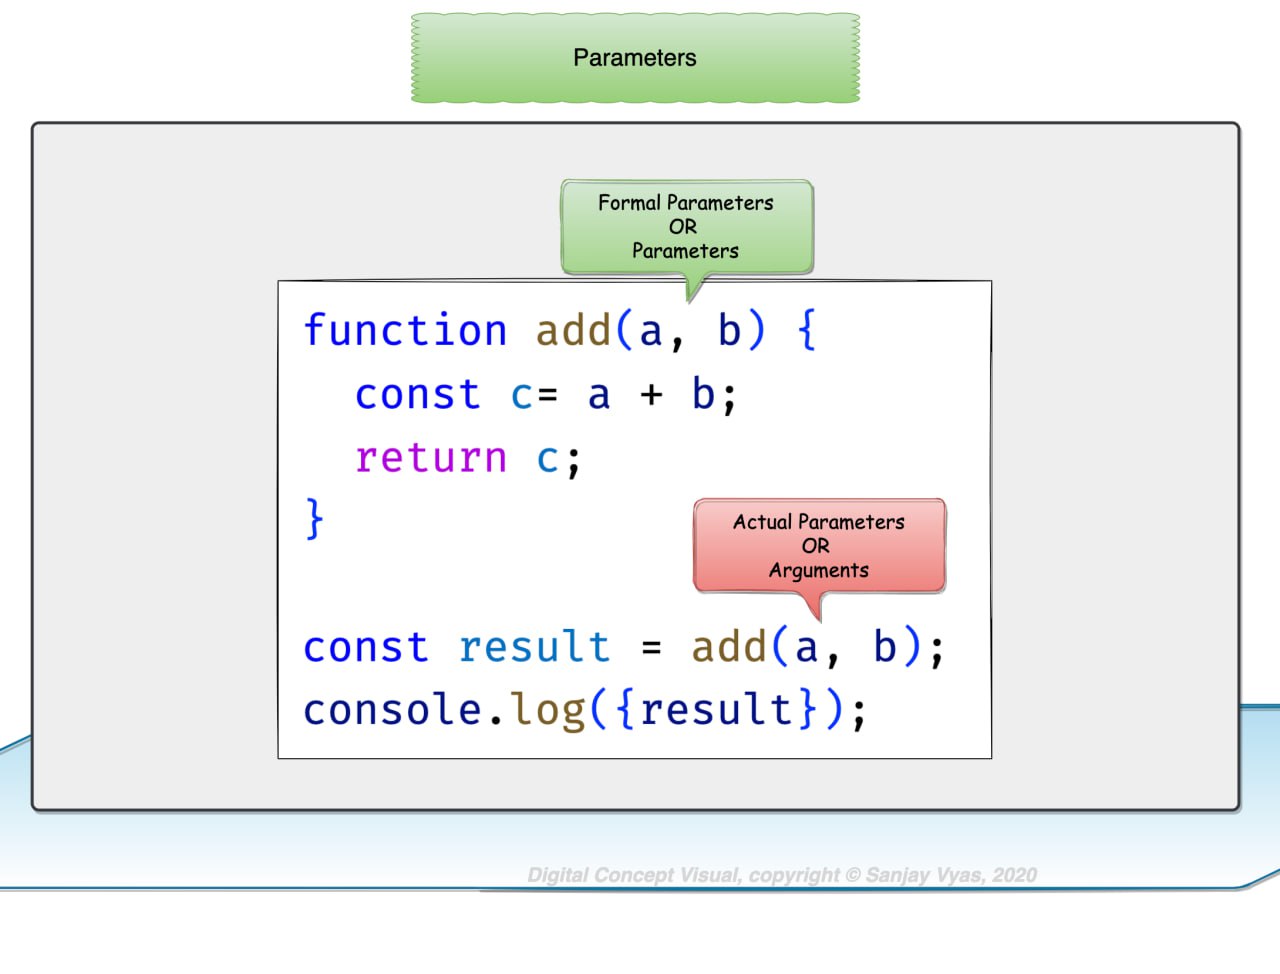 Parameters
Formal Parameters
OR
Parameters
function add(a, b) {
const c= a + b;
return c;
}
Actual Parameters
OR
Arguments
const result = add(a, b);
console.log({result});
Digital Concept Visual, copyright © Sanjay Vyas, 2020